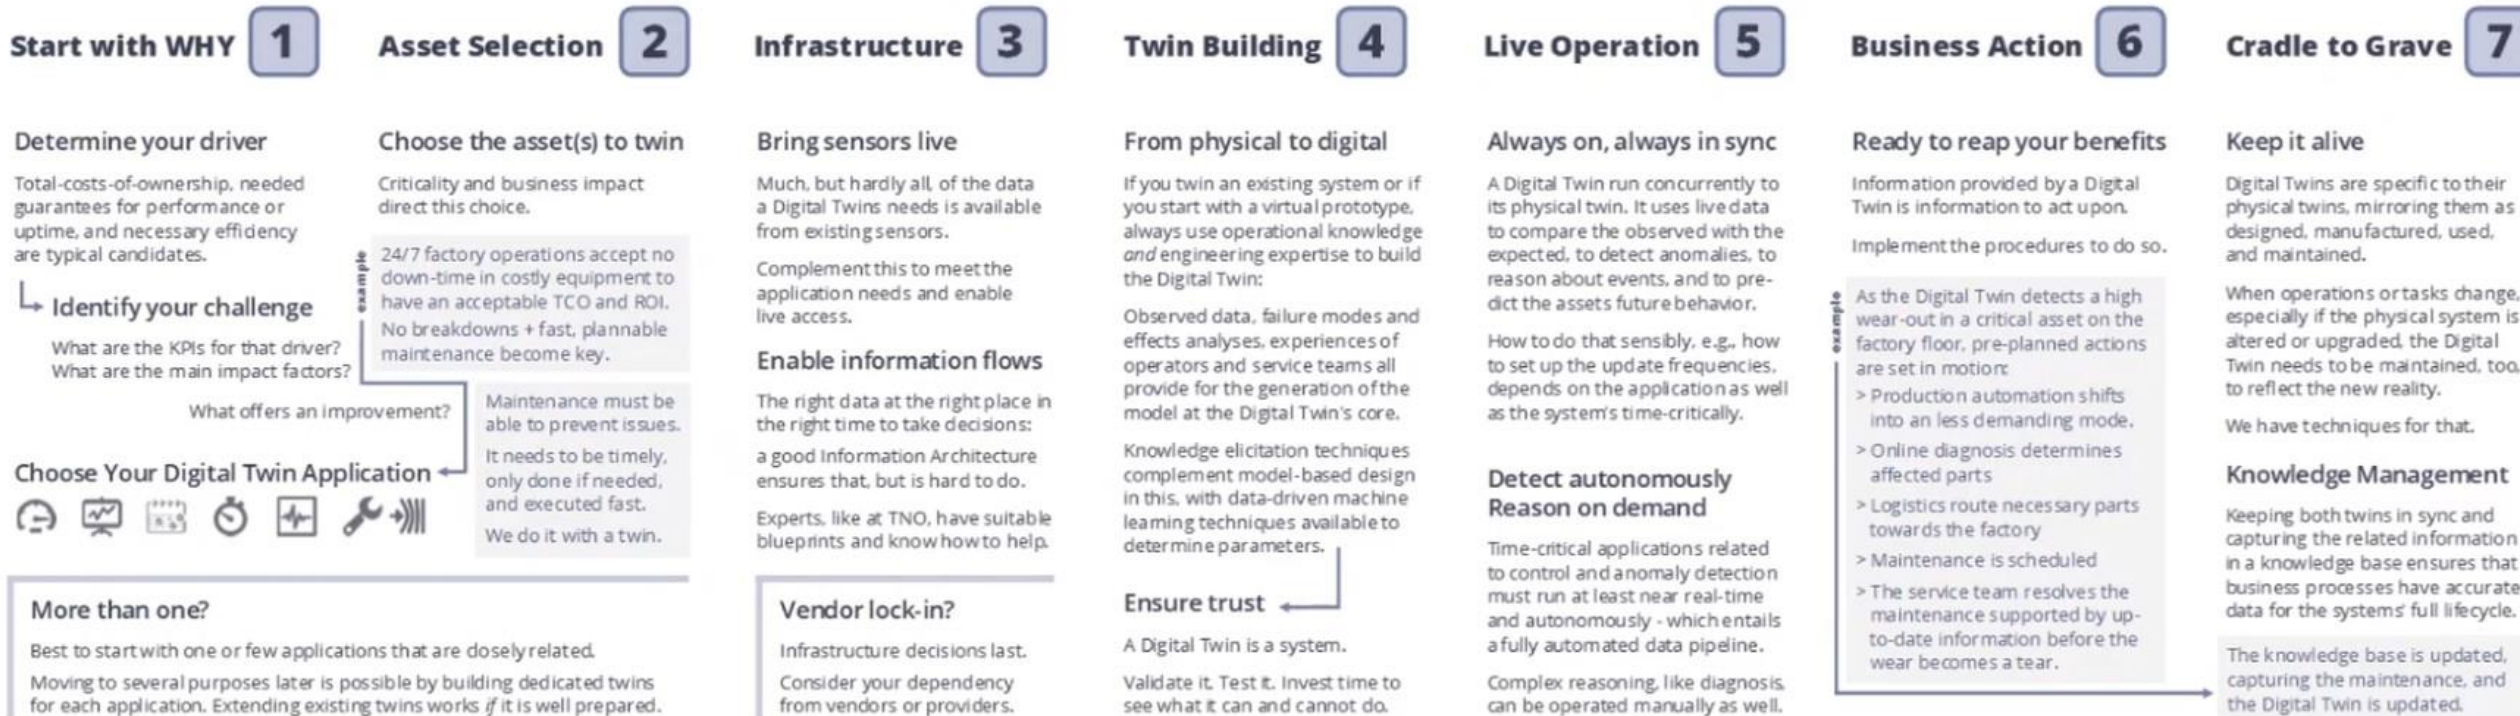 Start with WHY 1
Determine your driver
Total-costs-of-ownership, needed
guarantees for performance or
uptime, and necessary efficiency
are typical candidates.
Identify your challenge
What are the KPIs for that driver?
What are the main impact factors?
What offers an improvement?
Choose Your Digital Twin Application
Asset Selection 2
Choose the asset(s) to twin
Criticality and business impact
direct this choice.
example
24/7 factory operations accept no
down-time in costly equipment to
have an acceptable TCO and ROI.
No breakdowns + fast, plannable
maintenance become key.
Maintenance must be
able to prevent issues.
It needs to be timely,
only done if needed,
and executed fast.
We do it with a twin.
More than one?
Best to start with one or few applications that are closely related.
Moving to several purposes later is possible by building dedicated twins
for each application. Extending existing twins works if it is well prepared.
Infrastructure 3
Bring sensors live
Much, but hardly all, of the data
a Digital Twins needs is available
from existing sensors.
Complement this to meet the
application needs and enable
live access.
Enable information flows
The right data at the right place in
the right time to take decisions:
a good Information Architecture
ensures that, but is hard to do.
Experts, like at TNO, have suitable
blueprints and know how to help.
Vendor lock-in?
Infrastructure decisions last.
Consider your dependency
from vendors or providers.
Twin Building 4
From physical to digital
If you twin an existing system or if
you start with a virtual prototype,
always use operational knowledge
and engineering expertise to build
the Digital Twin:
Observed data, failure modes and
effects analyses, experiences of
operators and service teams all
provide for the generation of the
model at the Digital Twin's core.
Knowledge elicitation techniques
complement model-based design
in this, with data-driven machine
learning techniques available to
determine parameters.
Ensure trust
A Digital Twin is a system.
Validate it. Test it. Invest time to
see what it can and cannot do.
Live Operation 5
Always on, always in sync
A Digital Twin run concurrently to
its physical twin. It uses live data
to compare the observed with the
expected, to detect anomalies, to
reason about events, and to pre-
dict the assets future behavior.
How to do that sensibly, e.g., how
to set up the update frequencies,
depends on the application as well
as the system's time-critically.
Detect autonomously
Reason on demand
Time-critical applications related
to control and anomaly detection
must run at least near real-time
and autonomously - which entails
a fully automated data pipeline.
Complex reasoning, like diagnosis,
can be operated manually as well.
Business Action 6
Ready to reap your benefits
Information provided by a Digital
Twin is information to act upon.
Implement the procedures to do so.
example
As the Digital Twin detects a high
wear-out in a critical asset on the
factory floor, pre-planned actions
are set in motion:
> Production automation shifts
into an less demanding mode.
> Online diagnosis determines
affected parts
> Logistics route necessary parts
towards the factory
> Maintenance is scheduled
> The service team resolves the
maintenance supported by up-
to-date information before the
wear becomes a tear.
Cradle to Grave 7
Keep it alive
Digital Twins are specific to their
physical twins, mirroring them as
designed, manufactured, used,
and maintained.
When operations or tasks change,
especially if the physical system is
altered or upgraded, the Digital
Twin needs to be maintained, too,
to reflect the new reality.
We have techniques for that.
Knowledge Management
Keeping both twins in sync and
capturing the related information
in a knowledge base ensures that
business processes have accurate
data for the systems' full lifecycle.
The knowledge base is updated,
capturing the maintenance, and
the Digital Twin is updated.